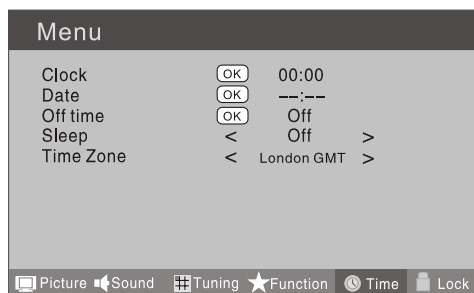 Menu
Clock OK 00:00
Date OK --:--
Off time OK Off
Sleep < Off >
Time Zone < London GMT >
Picture Sound Tuning Function Time Lock